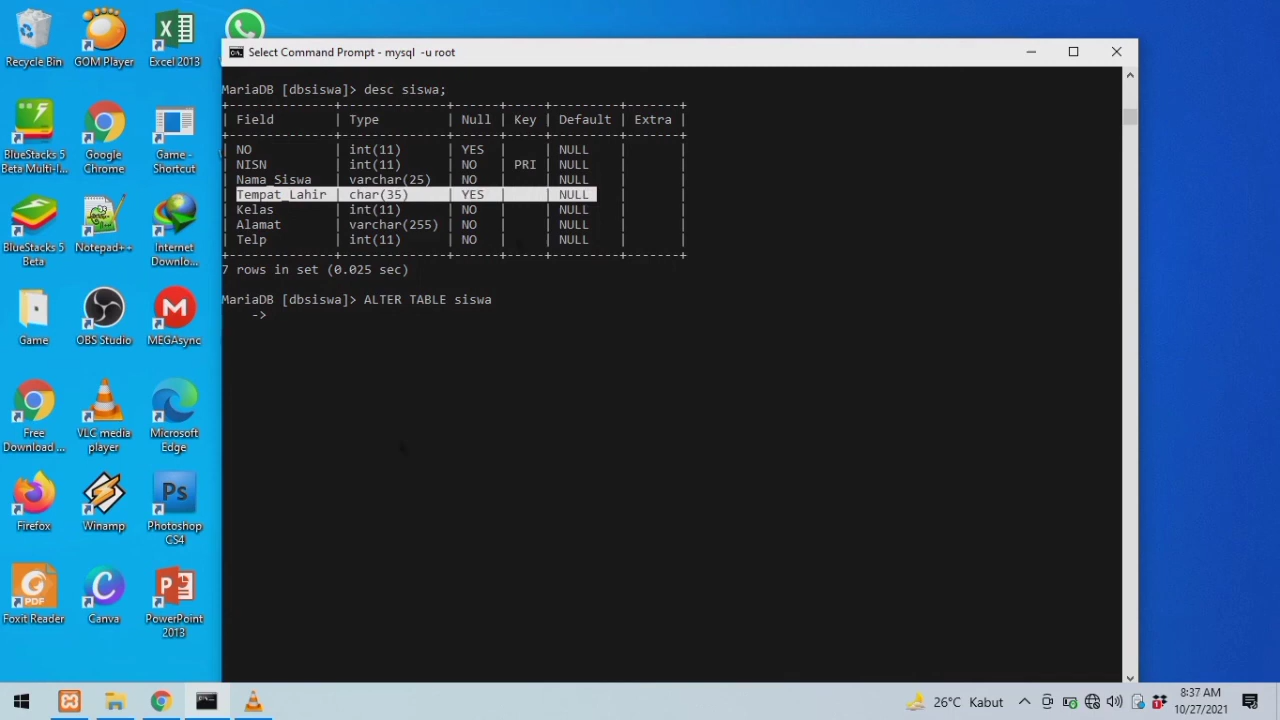 Select Command Prompt - mysql  -u root
MariaDB [dbsiswa]> desc siswa;
+-------------+--------------+------+-----+---------+-------+
| Field       | Type         | Null | Key | Default | Extra |
+-------------+--------------+------+-----+---------+-------+
| NO          | int(11)      | YES  |     | NULL    |       |
| NISN        | int(11)      | NO   | PRI | NULL    |       |
| Nama_Siswa  | varchar(25)  | NO   |     | NULL    |       |
| Tempat_Lahir | char(35)     | YES  |     | NULL    |       |
| Kelas       | int(11)      | NO   |     | NULL    |       |
| Alamat      | varchar(255) | NO   |     | NULL    |       |
| Telp        | int(11)      | NO   |     | NULL    |       |
+-------------+--------------+------+-----+---------+-------+
7 rows in set (0.025 sec)
MariaDB [dbsiswa]> ALTER TABLE siswa
    ->
Recycle Bin
GOM Player
Excel 2013
BlueStacks 5
Beta Multi-I...
Google
Chrome
Game -
Shortcut
BlueStacks 5
Beta
Notepad++
Internet
Downlo...
Game
OBS Studio
MEGAsync
Free
Download ...
VLC media
player
Microsoft
Edge
Firefox
Winamp
Photoshop
CS4
Foxit Reader
Canva
PowerPoint
2013
26°C Kabut
8:37 AM
10/27/2021